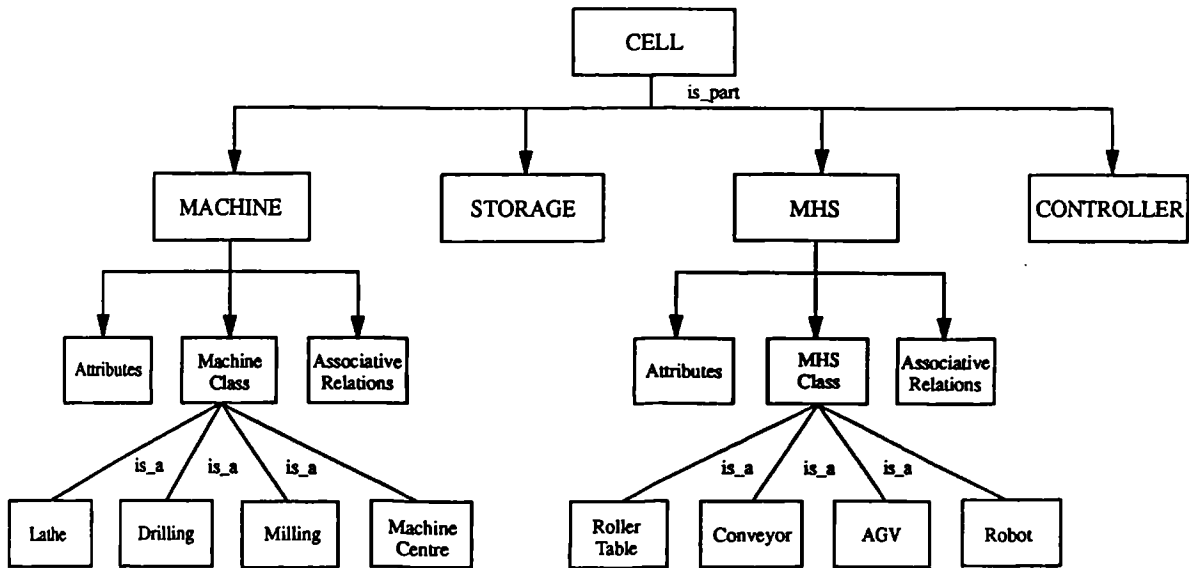 CELL
is_part
MACHINE
STORAGE
MHS
CONTROLLER
Attributes
Machine
Class
Associative
Relations
Attributes
MHS
Class
Associative
Relations
is_a
is_a
is_a
is_a
is_a
is_a
Lathe
Drilling
Milling
Machine
Centre
Roller
Table
Conveyor
AGV
Robot